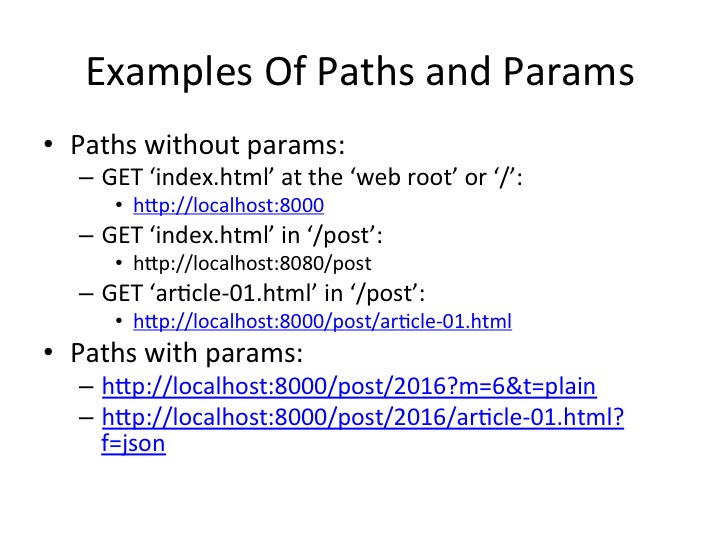 Examples Of Paths and Params
• Paths without params:
– GET ‘index.html’ at the ‘web root’ or ‘/’:
• http://localhost:8000
– GET ‘index.html’ in ‘/post’:
• http://localhost:8080/post
– GET ‘article-01.html’ in ‘/post’:
• http://localhost:8000/post/article-01.html
• Paths with params:
– http://localhost:8000/post/2016?m=6&t=plain
– http://localhost:8000/post/2016/article-01.html?
f=json